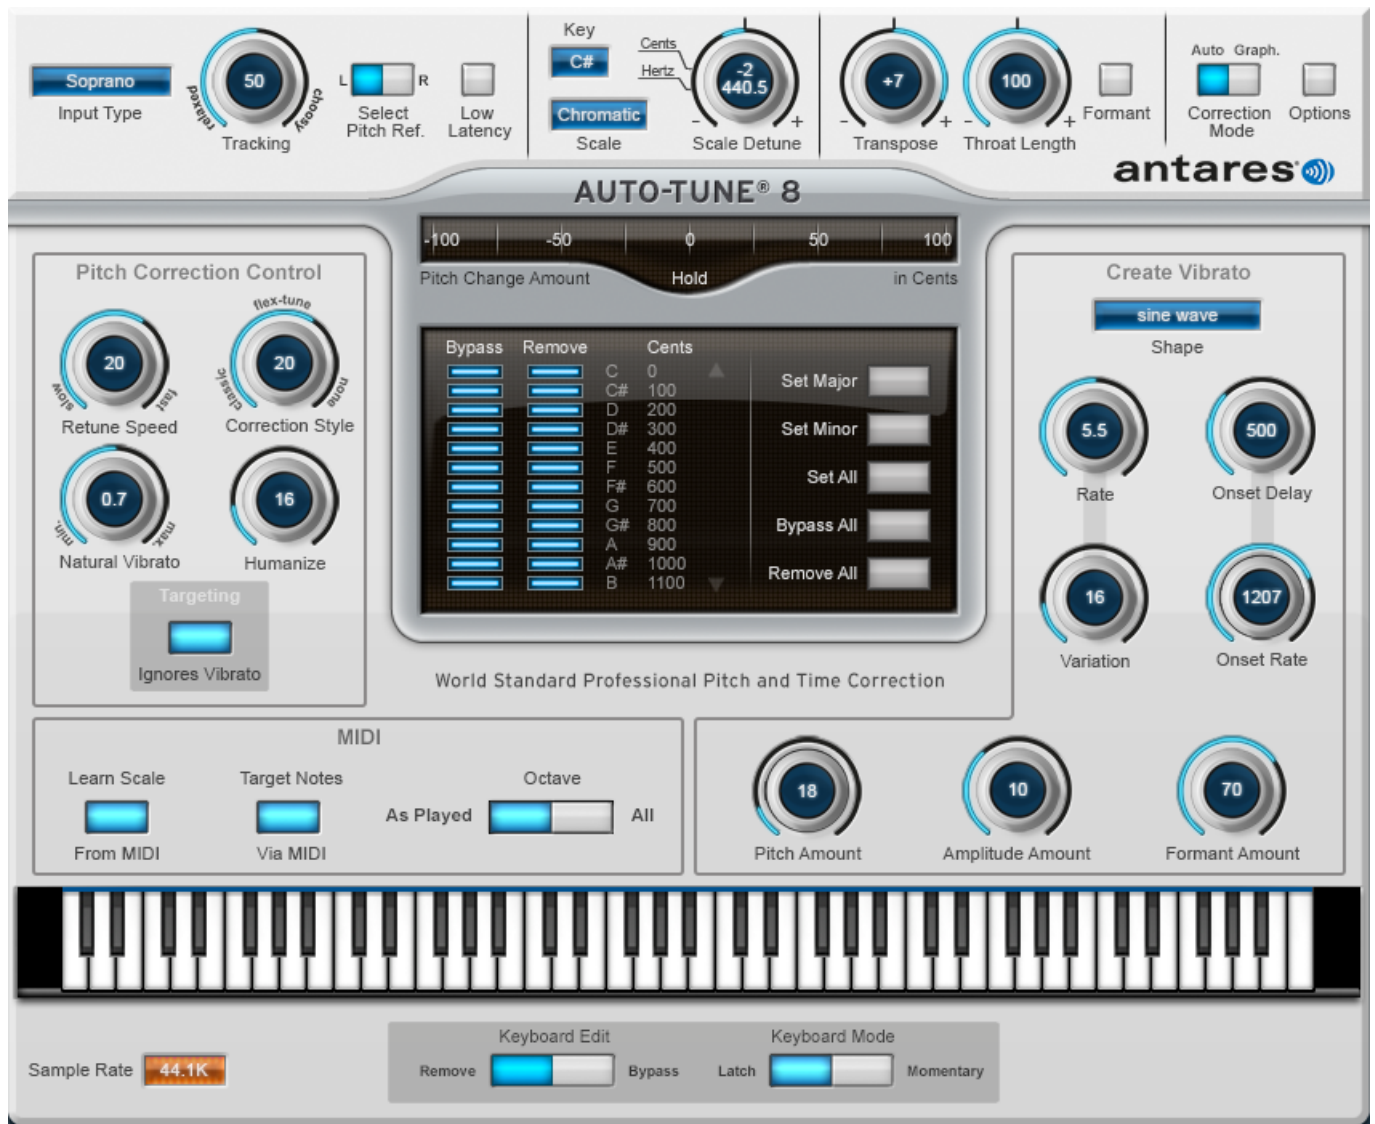 Soprano
Input Type
50
relaxed
choosy
Tracking
L
R
Select
Pitch Ref.
Low
Latency
Key
C#
Chromatic
Scale
Cents
Hertz
-2
440.5
-
+
Scale Detune
+7
-
+
Transpose
100
-
+
Throat Length
Formant
Auto Graph.
Correction
Mode
Options
antares
AUTO-TUNE® 8
-100 -50 0 50 100
Pitch Change Amount Hold in Cents
Pitch Correction Control
20
slow
fast
Retune Speed
flex-tune
20
classic
none
Correction Style
0.7
min.
max.
Natural Vibrato
16
Humanize
Targeting
Ignores Vibrato
Bypass Remove Cents
C 0
C# 100
D 200
D# 300
E 400
F 500
F# 600
G 700
G# 800
A 900
A# 1000
B 1100
Set Major
Set Minor
Set All
Bypass All
Remove All
World Standard Professional Pitch and Time Correction
Create Vibrato
sine wave
Shape
5.5
Rate
500
Onset Delay
16
Variation
1207
Onset Rate
18
Pitch Amount
10
Amplitude Amount
70
Formant Amount
MIDI
Learn Scale
From MIDI
Target Notes
Via MIDI
Octave
As Played All
Sample Rate 44.1K
Keyboard Edit
Remove Bypass
Keyboard Mode
Latch Momentary